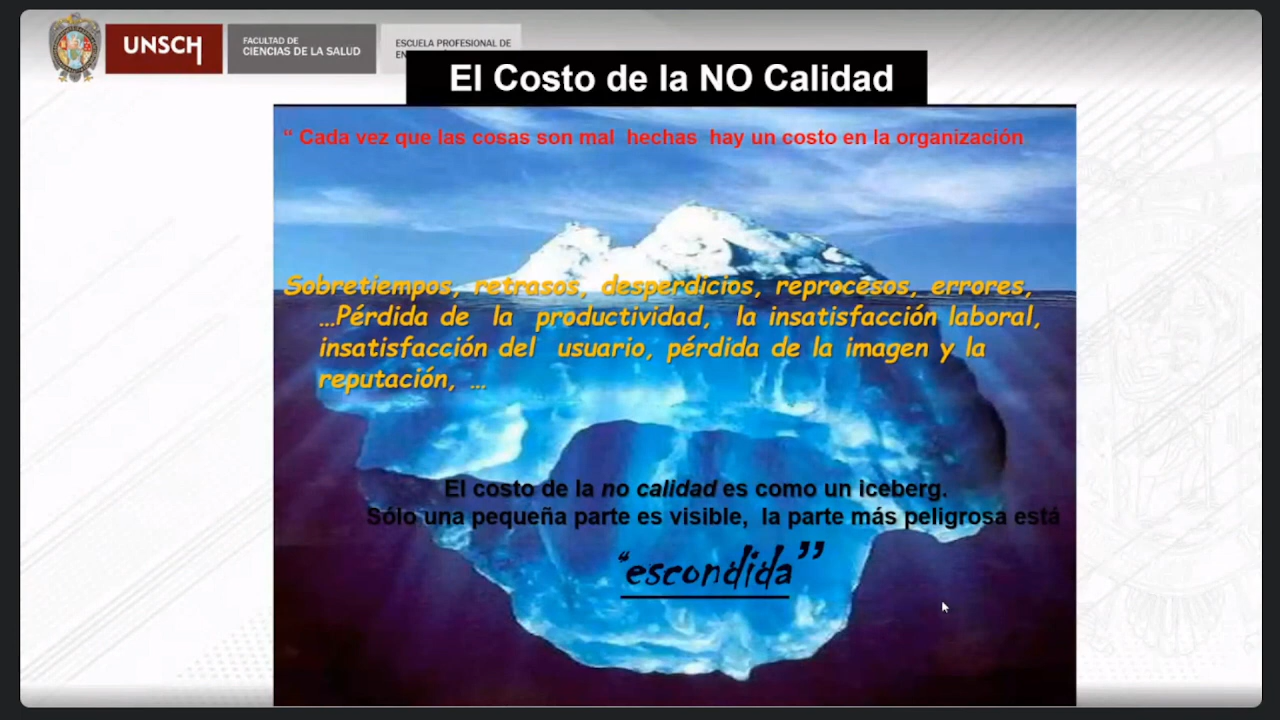 UNSCH
FACULTAD DE
CIENCIAS DE LA SALUD
ESCUELA PROFESIONAL DE
El Costo de la NO Calidad
“ Cada vez que las cosas son mal hechas hay un costo en la organización
Sobretiempos, retrasos, desperdicios, reprocesos, errores,
...Pérdida de la productividad, la insatisfacción laboral,
insatisfacción del usuario, pérdida de la imagen y la
reputación, ...
El costo de la no calidad es como un iceberg.
Sólo una pequeña parte es visible, la parte más peligrosa está
“escondida”